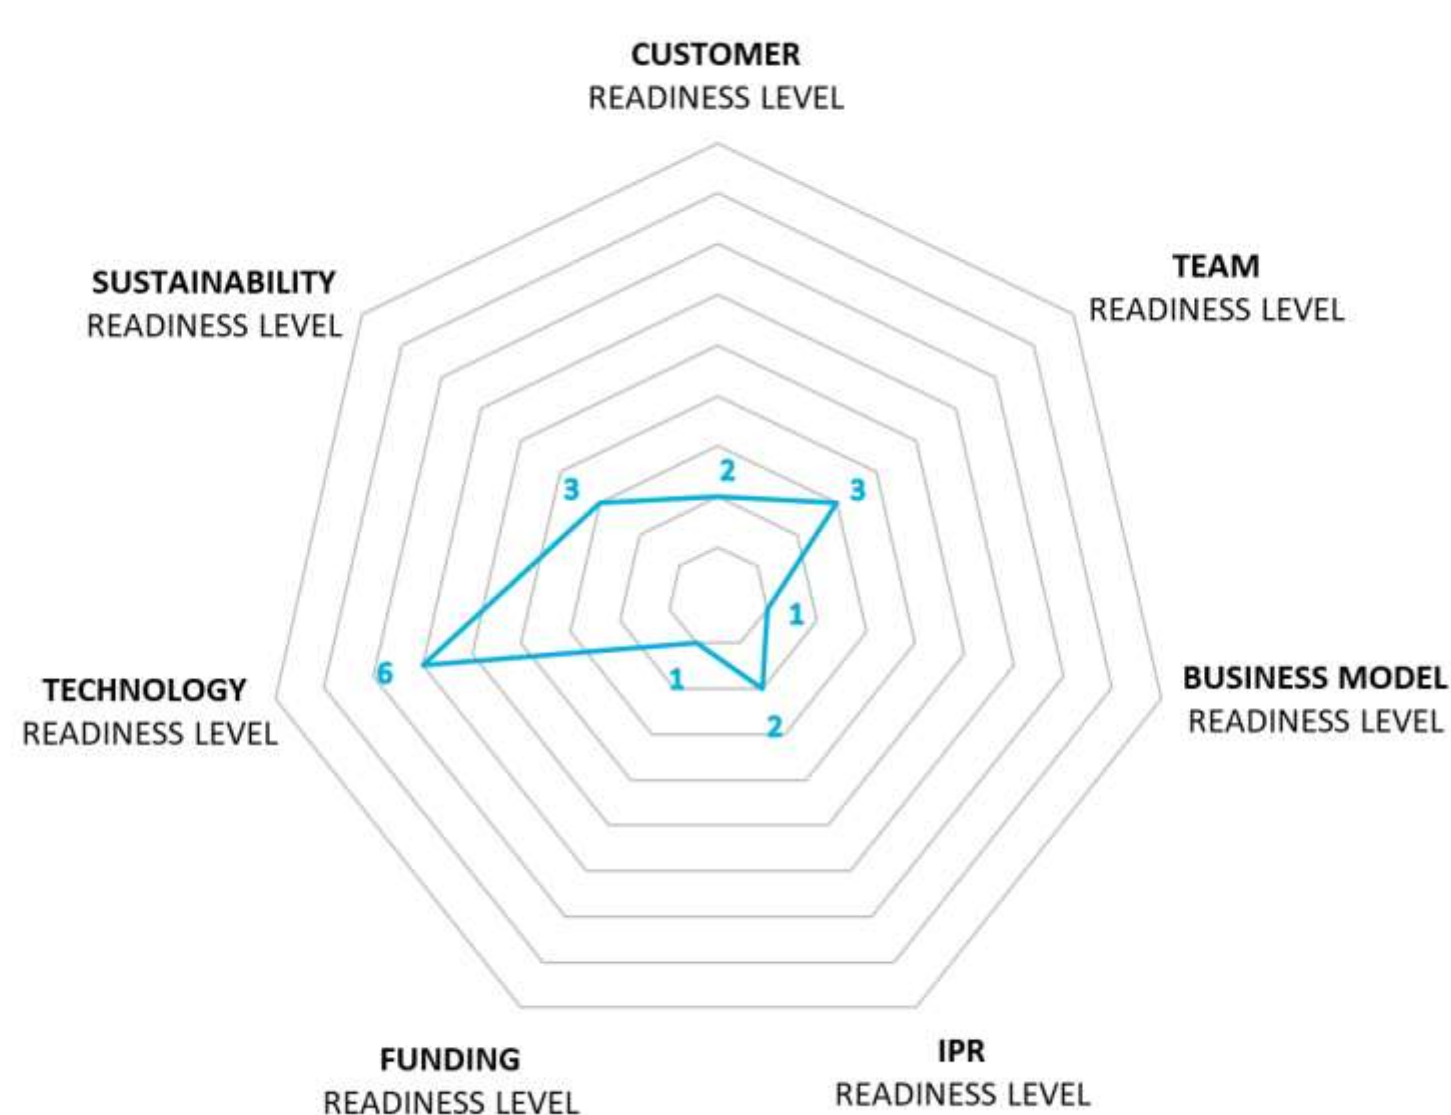 CUSTOMER
READINESS LEVEL
TEAM
READINESS LEVEL
SUSTAINABILITY
READINESS LEVEL
2
3
3
1
6
1
2
TECHNOLOGY
READINESS LEVEL
BUSINESS MODEL
READINESS LEVEL
FUNDING
READINESS LEVEL
IPR
READINESS LEVEL